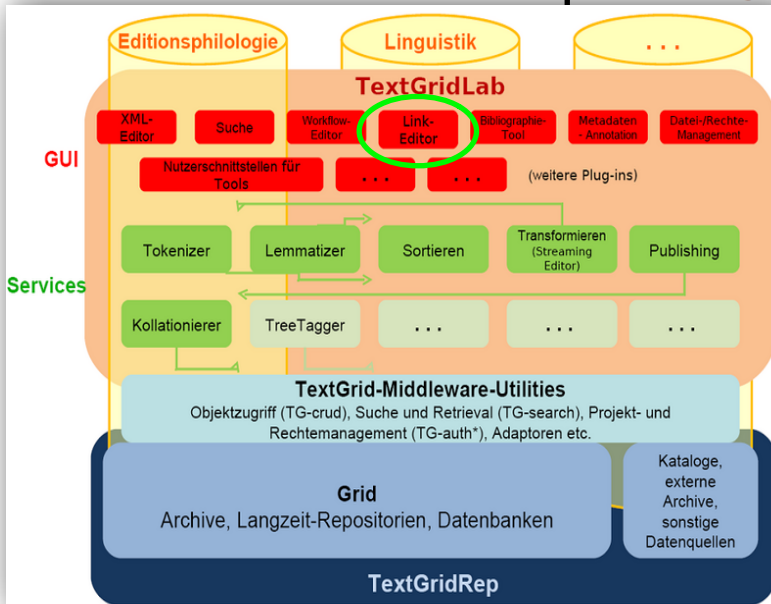 Editionsphilologie
Linguistik
. . .
TextGridLab
XML-
Editor
Suche
Workflow-
Editor
Link-
Editor
Bibliographie-
Tool
Metadaten
- Annotation
Datei-/Rechte-
Management
GUI
Nutzerschnittstellen für
Tools
. . .
. . .
(weitere Plug-ins)
Services
Tokenizer
Lemmatizer
Sortieren
Transformieren
(Streaming
Editor)
Publishing
Kollationierer
TreeTagger
. . .
. . .
. . .
TextGrid-Middleware-Utilities
Objektzugriff (TG-crud), Suche und Retrieval (TG-search), Projekt- und
Rechtemanagement (TG-auth*), Adaptoren etc.
Grid
Archive, Langzeit-Repositorien, Datenbanken
Kataloge,
externe
Archive,
sonstige
Datenquellen
TextGridRep